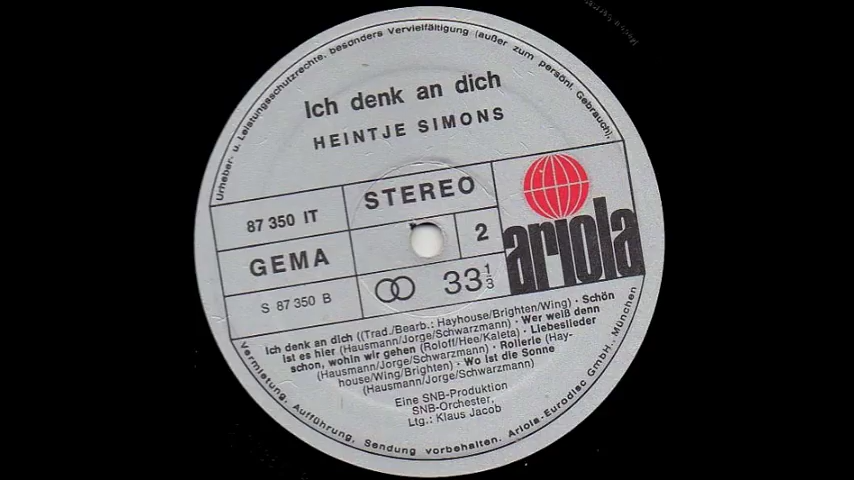 Urheber- u. Leistungsschutzrechte, besonders Vervielfältigung (außer zum persönl. Gebrauch),
Ich denk an dich
HEINTJE SIMONS
87 350 IT
STEREO
GEMA
2
ariola
S 87 350 B
33 1/3
Ich denk an dich ((Trad./Bearb.: Hayhouse/Brighten/Wing) · Schön
ist es hier (Hausmann/Jorge/Schwarzmann) · Wer weiß denn
schon, wohin wir gehen (Roloff/Hee/Kaleta) · Liebeslieder
(Hausmann/Jorge/Schwarzmann) · Rollerie (Hay-
house/Wing/Brighten) · Wo ist die Sonne
(Hausmann/Jorge/Schwarzmann)
Eine SNB-Produktion
SNB-Orchester,
Ltg.: Klaus Jacob
Vermietung, Aufführung, Sendung vorbehalten. Ariola-Eurodisc GmbH., München